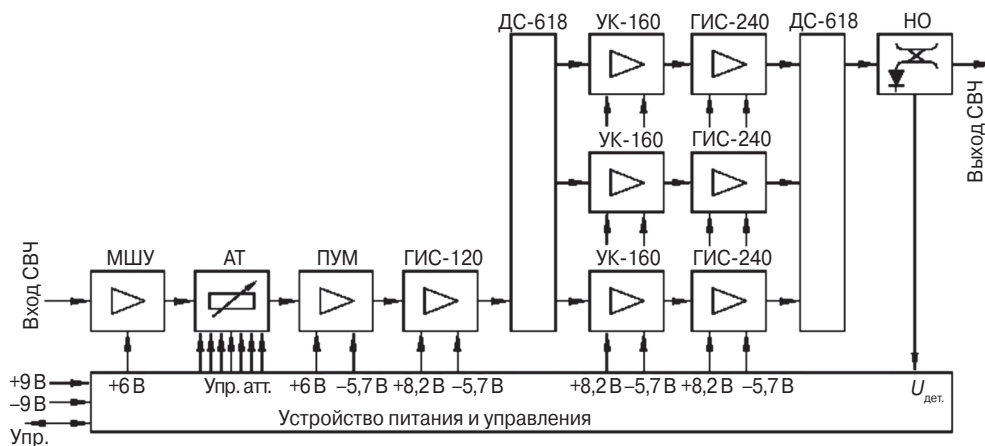 ДС-618 УК-160 ГИС-240 ДС-618 НО
Выход СВЧ
УК-160 ГИС-240
Вход СВЧ
МШУ АТ ПУМ ГИС-120 УК-160 ГИС-240
+9 В
−9 В
Упр.
+6 В Упр. атт. +6 В −5,7 В +8,2 В −5,7 В +8,2 В −5,7 В +8,2 В −5,7 В Uдет.
Устройство питания и управления